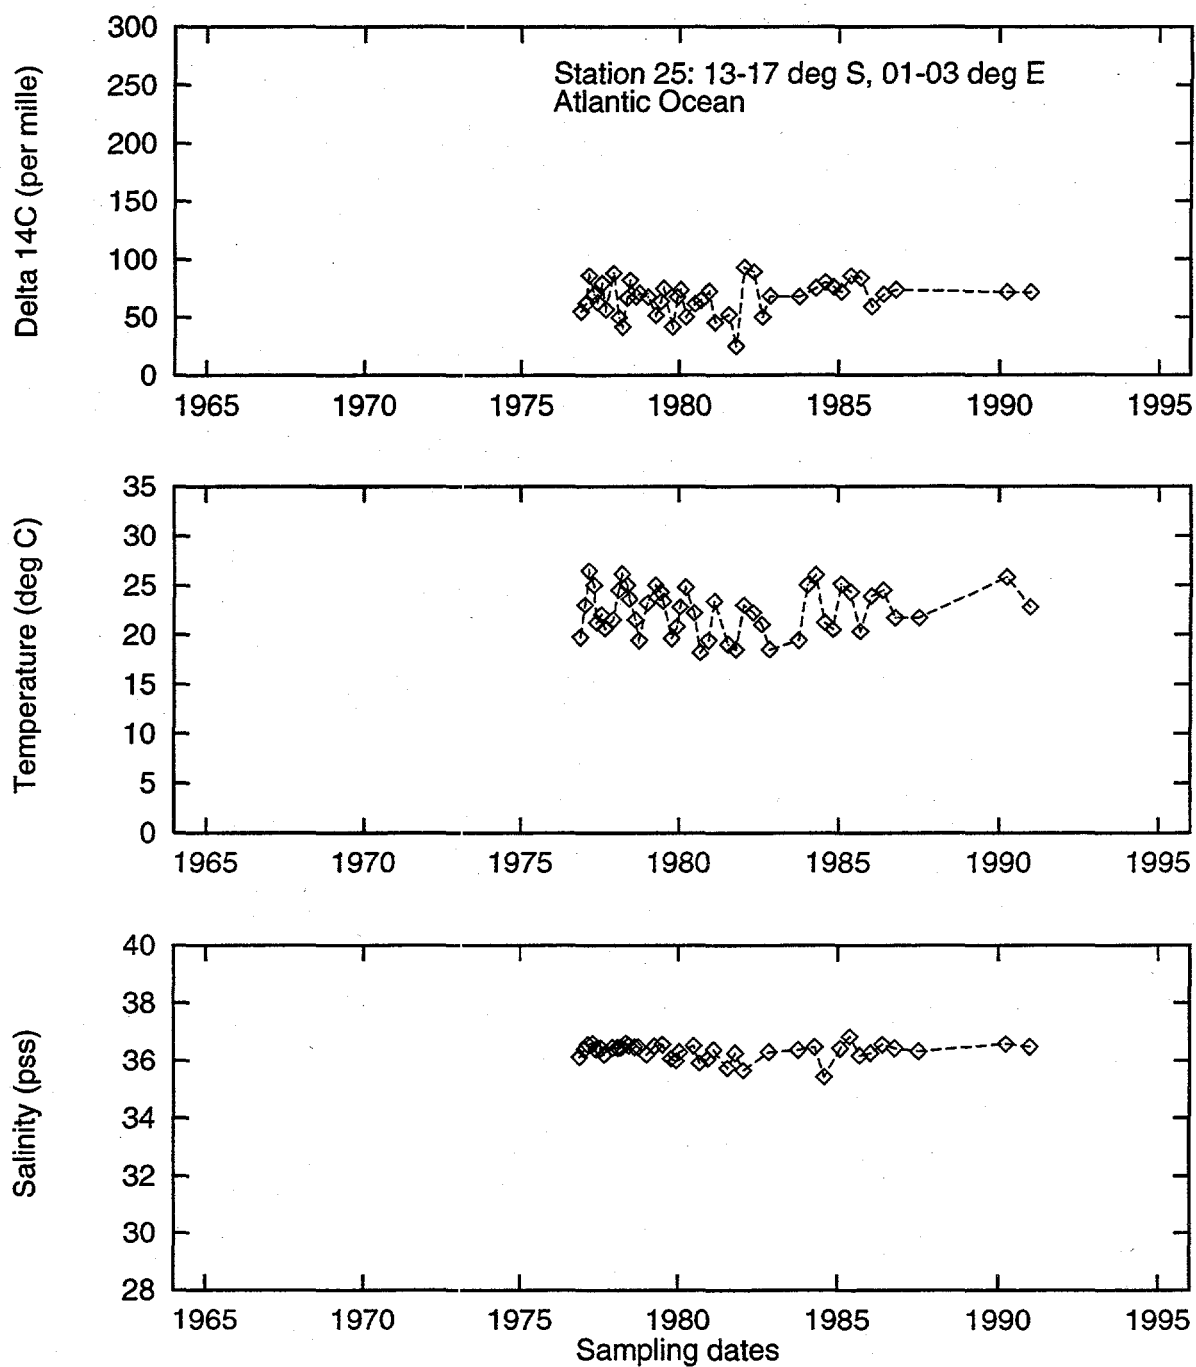 300
250
200
150
100
50
0
Delta 14C (per mille)
Station 25: 13-17 deg S, 01-03 deg E
Atlantic Ocean
1965 1970 1975 1980 1985 1990 1995
35
30
25
20
15
10
5
0
Temperature (deg C)
1965 1970 1975 1980 1985 1990 1995
40
38
36
34
32
30
28
Salinity (pss)
1965 1970 1975 1980 1985 1990 1995
Sampling dates